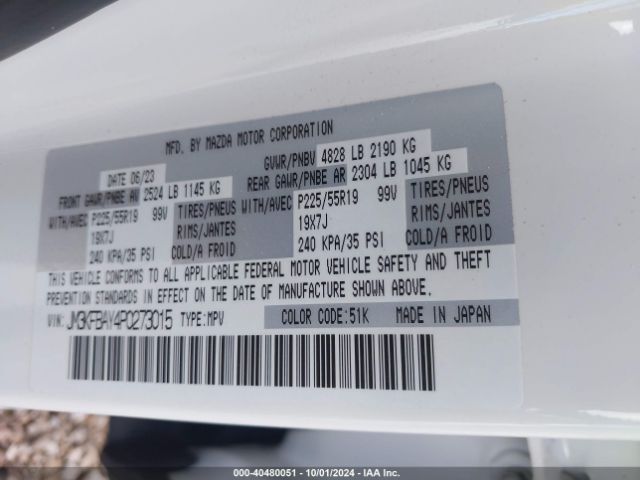 MFD. BY MAZDA MOTOR CORPORATION
DATE 06/23 GVWR/PNBV 4828 LB 2190 KG
FRONT GAWR/PNBE AV 2524 LB 1145 KG REAR GAWR/PNBE AR 2304 LB 1045 KG
WITH/AVEC P225/55R19 99V TIRES/PNEUS WITH/AVEC P225/55R19 99V TIRES/PNEUS
19X7J RIMS/JANTES 19X7J RIMS/JANTES
240 KPA/35 PSI COLD/A FROID 240 KPA/35 PSI COLD/A FROID
THIS VEHICLE CONFORMS TO ALL APPLICABLE FEDERAL MOTOR VEHICLE SAFETY AND THEFT
PREVENTION STANDARDS IN EFFECT ON THE DATE OF MANUFACTURE SHOWN ABOVE.
VIN: JM3KFBAY4P0273015 TYPE:MPV COLOR CODE:51K MADE IN JAPAN
000-40480051 - 10/01/2024 - IAA Inc.